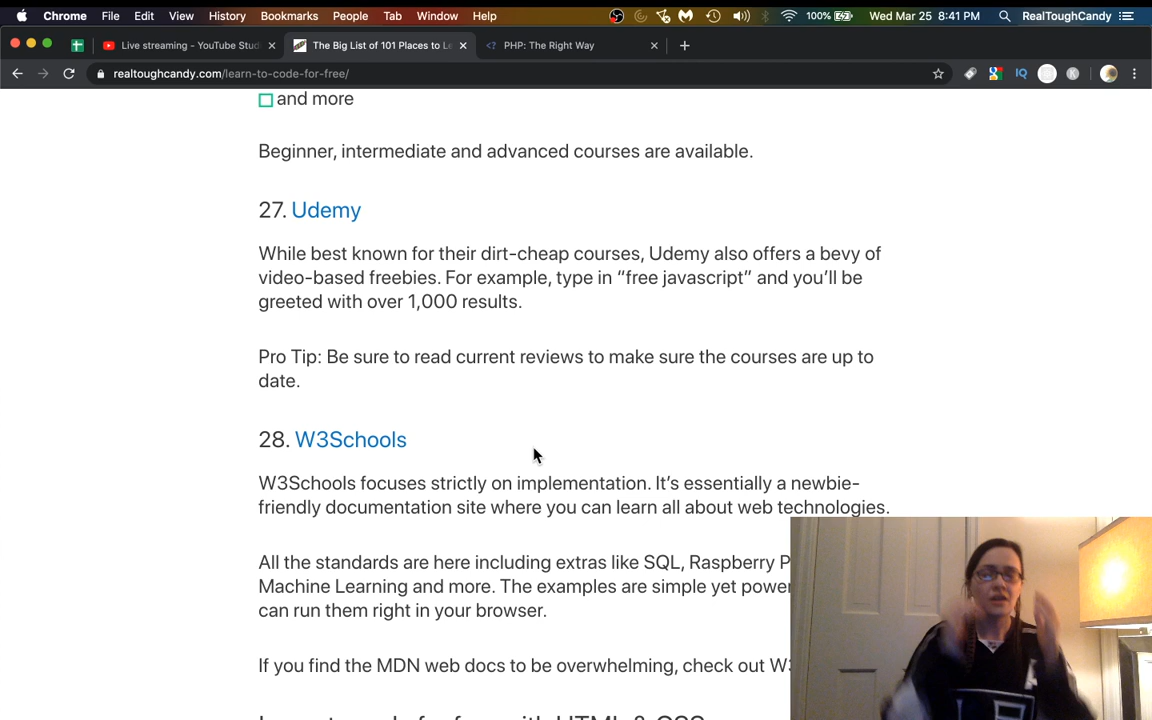 Chrome File Edit View History Bookmarks People Tab Window Help 100% Wed Mar 25 8:41 PM RealToughCandy
Live streaming - YouTube Stud The Big List of 101 Places to Le PHP: The Right Way
realtoughcandy.com/learn-to-code-for-free/
and more
Beginner, intermediate and advanced courses are available.
27. Udemy
While best known for their dirt-cheap courses, Udemy also offers a bevy of
video-based freebies. For example, type in “free javascript” and you’ll be
greeted with over 1,000 results.
Pro Tip: Be sure to read current reviews to make sure the courses are up to
date.
28. W3Schools
W3Schools focuses strictly on implementation. It’s essentially a newbie-
friendly documentation site where you can learn all about web technologies.
All the standards are here including extras like SQL, Raspberry P
Machine Learning and more. The examples are simple yet power
can run them right in your browser.
If you find the MDN web docs to be overwhelming, check out W3